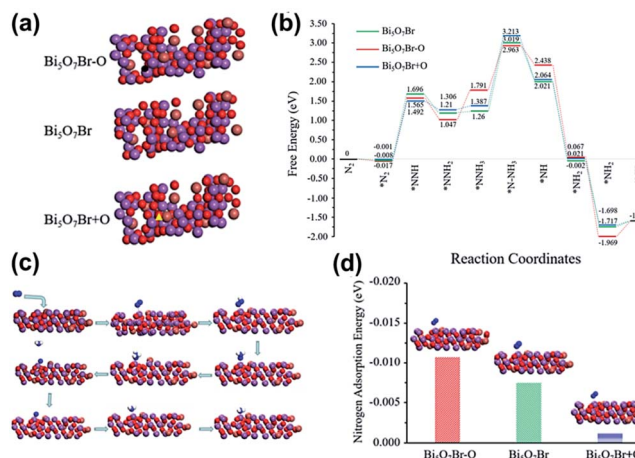 (a)
Bi₅O₇Br-O
Bi₅O₇Br
Bi₅O₇Br+O
(b)
Free Energy (eV)
3.50
3.00
2.50
2.00
1.50
1.00
0.50
0.00
-0.50
-1.00
-1.50
-2.00
Bi₅O₇Br
Bi₅O₇Br-O
Bi₅O₇Br+O
0
-0.001
-0.008
-0.017
1.696
1.565
1.492
1.306
1.21
1.047
1.791
1.387
1.26
3.213
3.019
2.963
2.438
2.064
2.021
0.067
0.021
-0.002
-1.698
-1.717
-1.969
N₂
*N₂
*NNH
*NNH₂
*NNH₃
*N-NH₃
*NH
*NH₂
*NH₂
Reaction Coordinates
(c)
(d)
Nitrogen Adsorption Energy (eV)
-0.020
-0.015
-0.010
-0.005
0.000